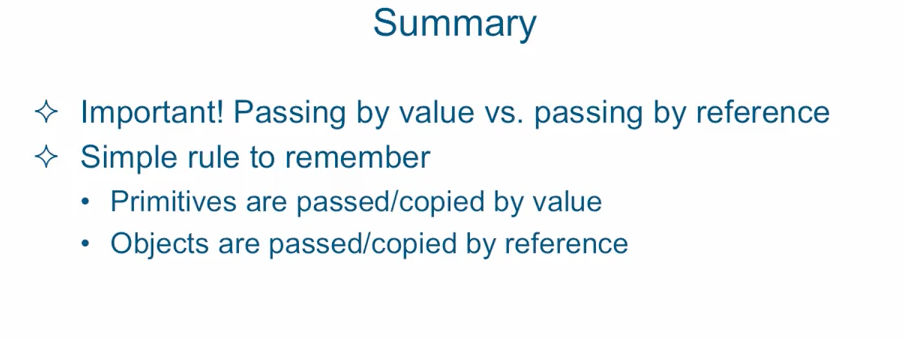 Summary
✧ Important! Passing by value vs. passing by reference
✧ Simple rule to remember
• Primitives are passed/copied by value
• Objects are passed/copied by reference